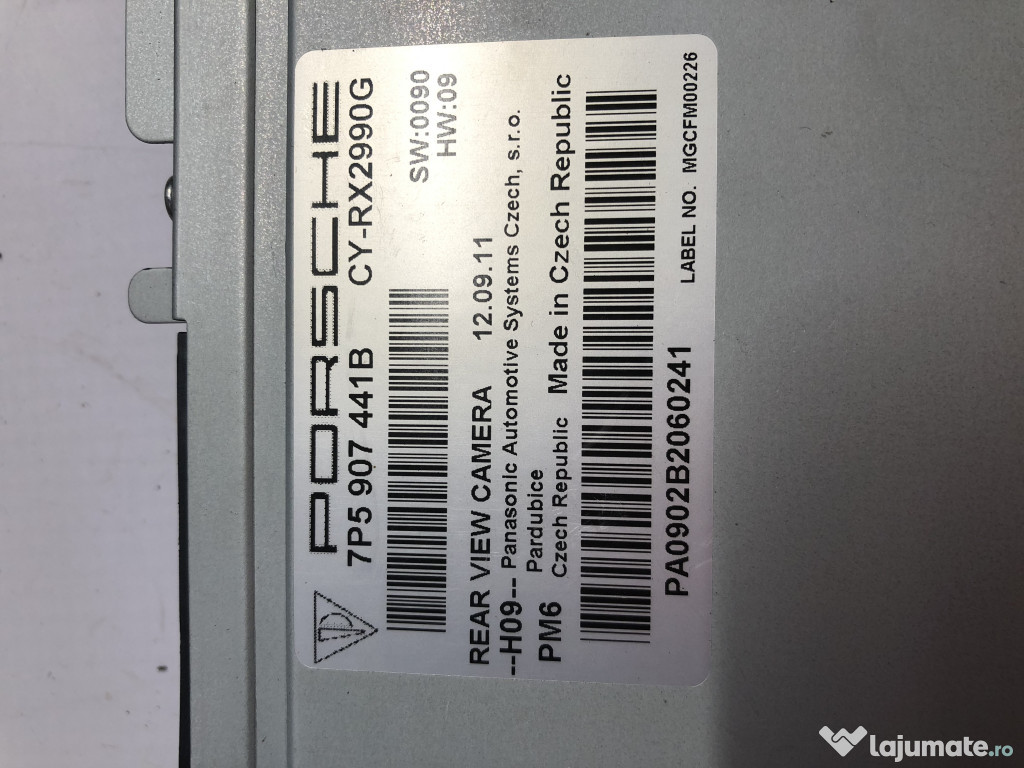 PORSCHE
7P5 907 441B CY-RX2990G
SW:0090
HW:09
REAR VIEW CAMERA 12.09.11
--H09--- Panasonic Automotive Systems Czech, s.r.o.
Pardubice
PM6 Czech Republic Made in Czech Republic
PA0902B2060241 LABEL NO. MGCFM00226
lajumate.ro